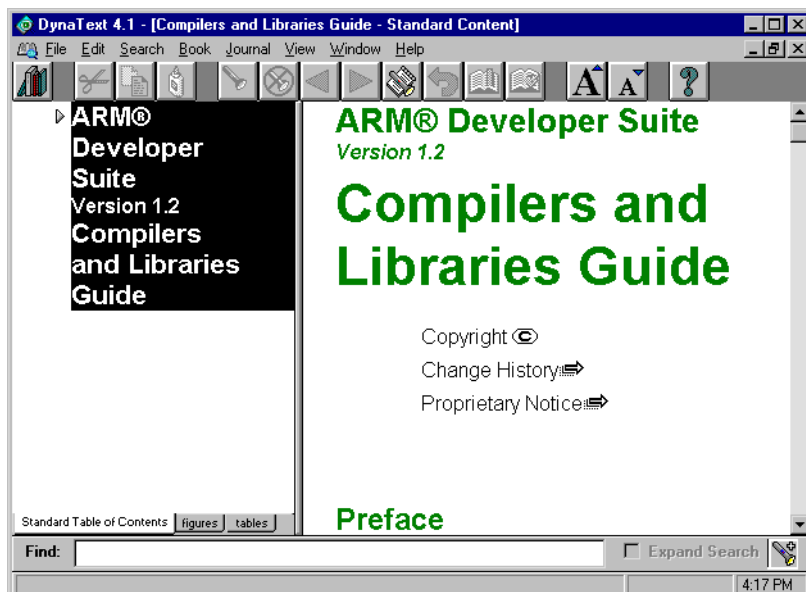 DynaText 4.1 - [Compilers and Libraries Guide - Standard Content]
File Edit Search Book Journal View Window Help
A A ?
ARM®
Developer
Suite
Version 1.2
Compilers
and Libraries
Guide
Standard Table of Contents figures tables
ARM® Developer Suite
Version 1.2
Compilers and
Libraries Guide
Copyright ©
Change History
Proprietary Notice
Preface
Find: Expand Search
4:17 PM